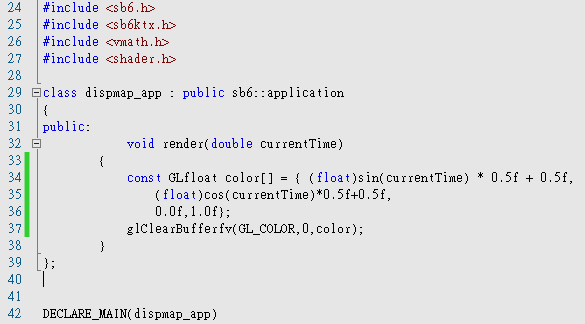 24 #include <sb6.h>
25 #include <sb6ktx.h>
26 #include <vmath.h>
27 #include <shader.h>
28
29 class dispmap_app : public sb6::application
30 {
31 public:
32 void render(double currentTime)
33 {
34 const GLfloat color[] = { (float)sin(currentTime) * 0.5f + 0.5f,
35 (float)cos(currentTime)*0.5f+0.5f,
36 0.0f,1.0f};
37 glClearBufferfv(GL_COLOR,0,color);
38 }
39 };
40
41
42 DECLARE_MAIN(dispmap_app)